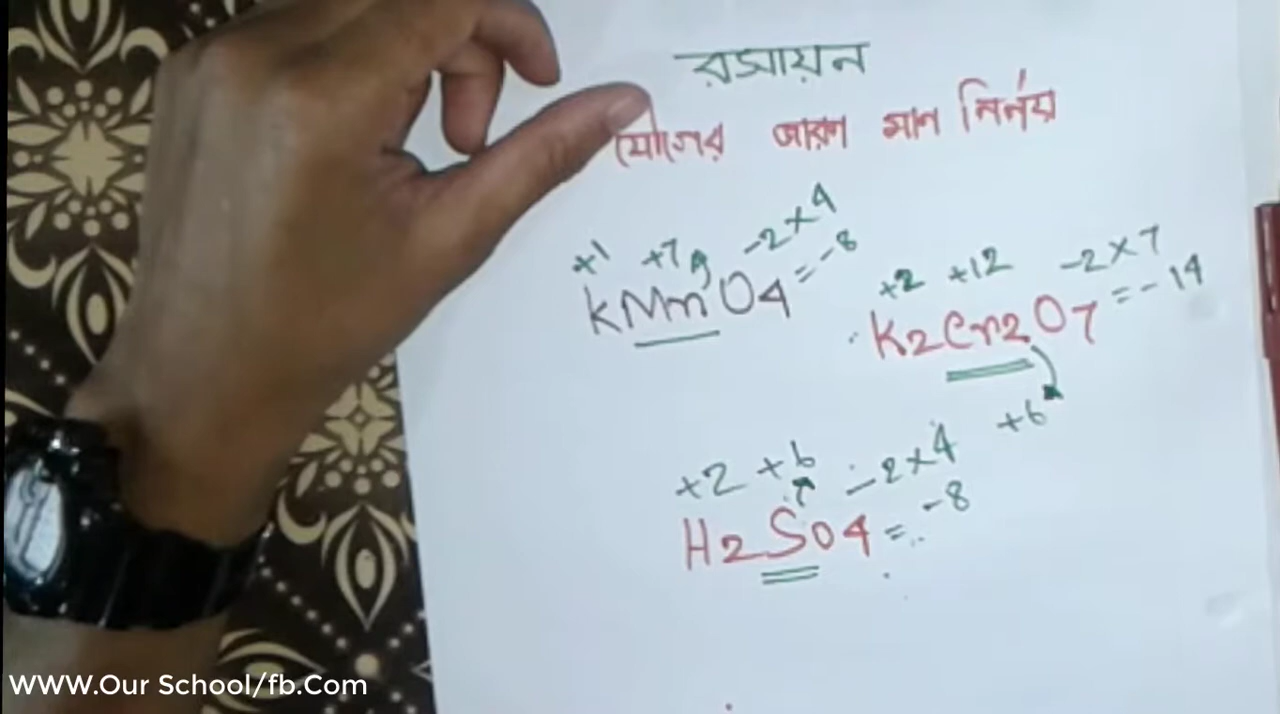 রসায়ন
যৌগের জারণ মান নির্ণয়
+1 +7 -2 x 4
KMnO4 = -8
+2 +12 -2 x 7
K2Cr2O7 = -14
+6
+2 +6 -2 x 4
H2SO4 = -8
WWW.Our School/fb.Com